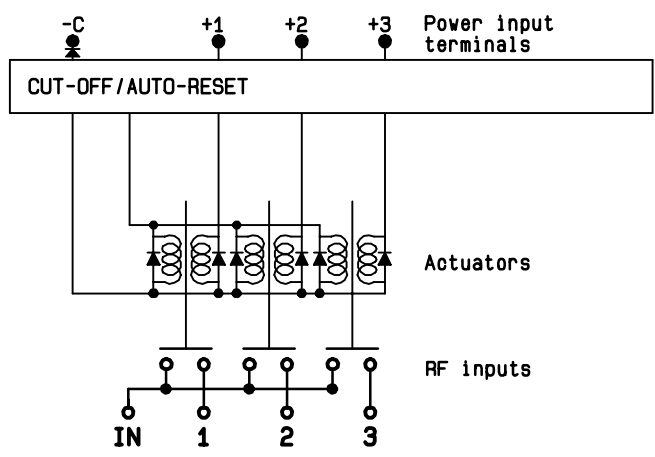 -C +1 +2 +3 Power input
terminals
CUT-OFF/AUTO-RESET
Actuators
RF inputs
IN 1 2 3